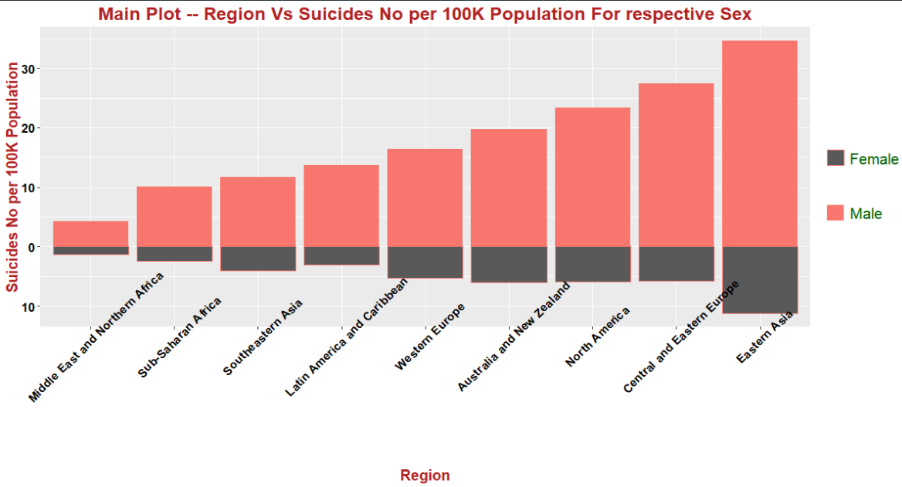 Main Plot -- Region Vs Suicides No per 100K Population For respective Sex
Suicides No per 100K Population
30
20
10
0
10
Middle East and Northern Africa
Sub-Saharan Africa
Southeastern Asia
Latin America and Caribbean
Western Europe
Australia and New Zealand
North America
Central and Eastern Europe
Eastern Asia
Region
Female
Male